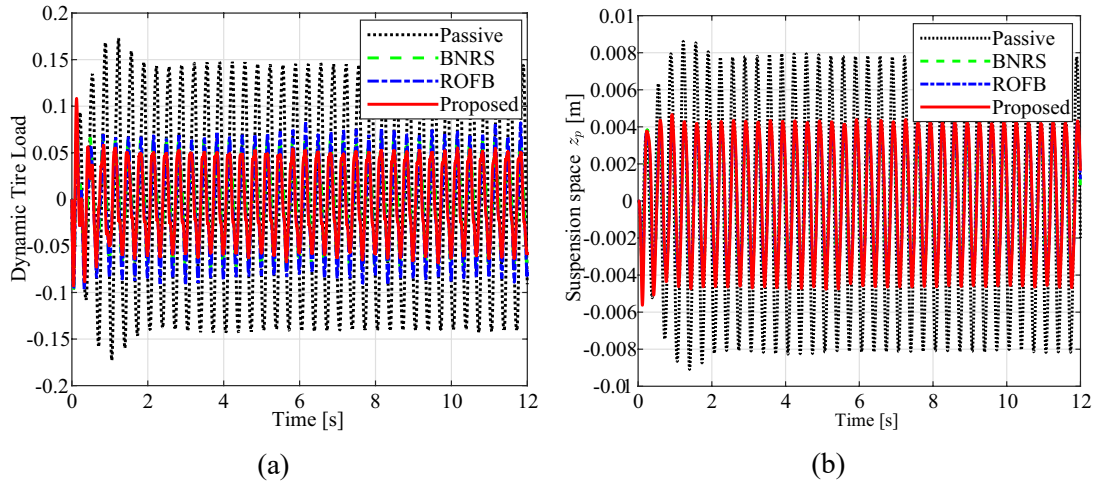 0.2
0.15
0.1
0.05
0
-0.05
-0.1
-0.15
-0.2
Dynamic Tire Load
0 2 4 6 8 10 12
Time [s]
Passive
BNRS
ROFB
Proposed
(a)
0.01
0.008
0.006
0.004
0.002
0
-0.002
-0.004
-0.006
-0.008
-0.01
Suspension space z_p [m]
0 2 4 6 8 10 12
Time [s]
Passive
BNRS
ROFB
Proposed
(b)